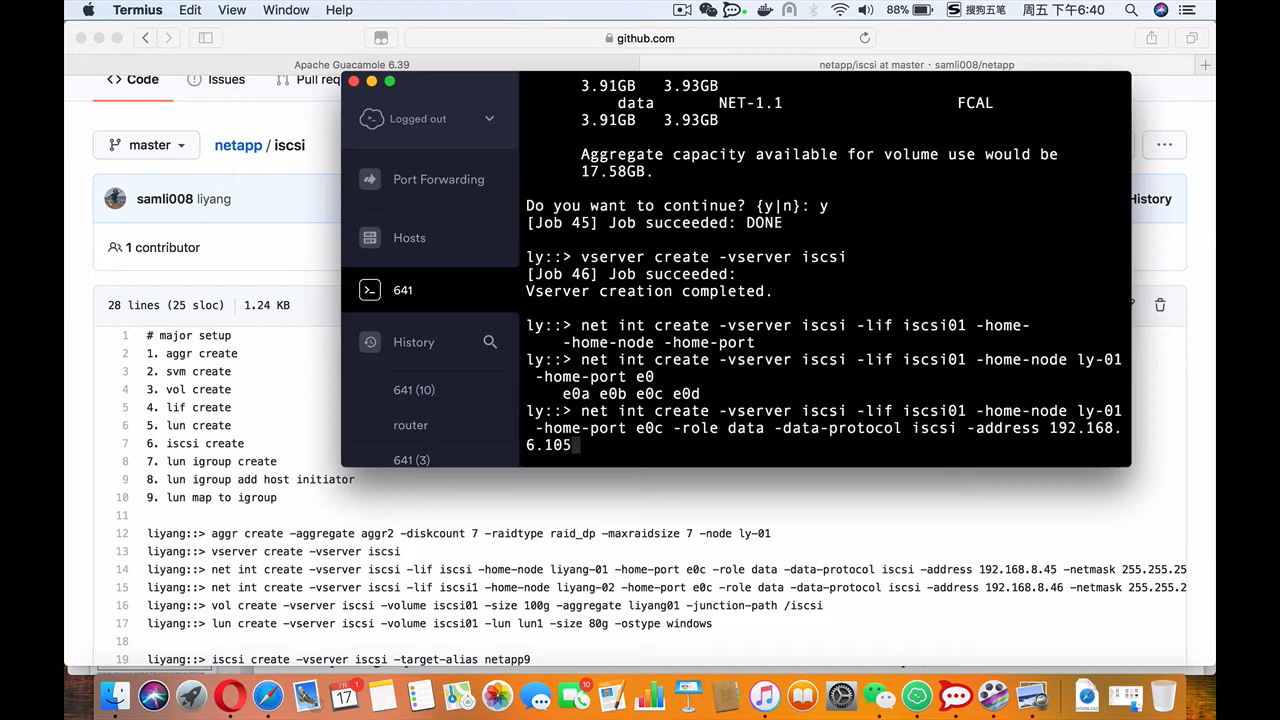 Termius Edit View Window Help 88% 搜狗五笔 周五 下午6:40
github.com
Apache Guacamole 6.39 netapp/iscsi at master · samli008/netapp
Code Issues Pull req
master netapp / iscsi
samli008 liyang History
1 contributor
28 lines (25 sloc) 1.24 KB
1 # major setup
2 1. aggr create
3 2. svm create
4 3. vol create
5 4. lif create
6 5. lun create
7 6. iscsi create
8 7. lun igroup create
9 8. lun igroup add host initiator
10 9. lun map to igroup
11
12 liyang::> aggr create -aggregate aggr2 -diskcount 7 -raidtype raid_dp -maxraidsize 7 -node ly-01
13 liyang::> vserver create -vserver iscsi
14 liyang::> net int create -vserver iscsi -lif iscsi -home-node liyang-01 -home-port e0c -role data -data-protocol iscsi -address 192.168.8.45 -netmask 255.255.25
15 liyang::> net int create -vserver iscsi -lif iscsi1 -home-node liyang-02 -home-port e0c -role data -data-protocol iscsi -address 192.168.8.46 -netmask 255.255.2
16 liyang::> vol create -vserver iscsi -volume iscsi01 -size 100g -aggregate liyang01 -junction-path /iscsi
17 liyang::> lun create -vserver iscsi -volume iscsi01 -lun lun1 -size 80g -ostype windows
18
19 liyang::> iscsi create -vserver iscsi -target-alias netapp9
Logged out
Port Forwarding
Hosts
641
History
641 (10)
router
641 (3)
3.91GB 3.93GB
data NET-1.1 FCAL
3.91GB 3.93GB
Aggregate capacity available for volume use would be
17.58GB.
Do you want to continue? {y|n}: y
[Job 45] Job succeeded: DONE
ly::> vserver create -vserver iscsi
[Job 46] Job succeeded:
Vserver creation completed.
ly::> net int create -vserver iscsi -lif iscsi01 -home-
-home-node -home-port
ly::> net int create -vserver iscsi -lif iscsi01 -home-node ly-01
-home-port e0
e0a e0b e0c e0d
ly::> net int create -vserver iscsi -lif iscsi01 -home-node ly-01
-home-port e0c -role data -data-protocol iscsi -address 192.168.
6.105